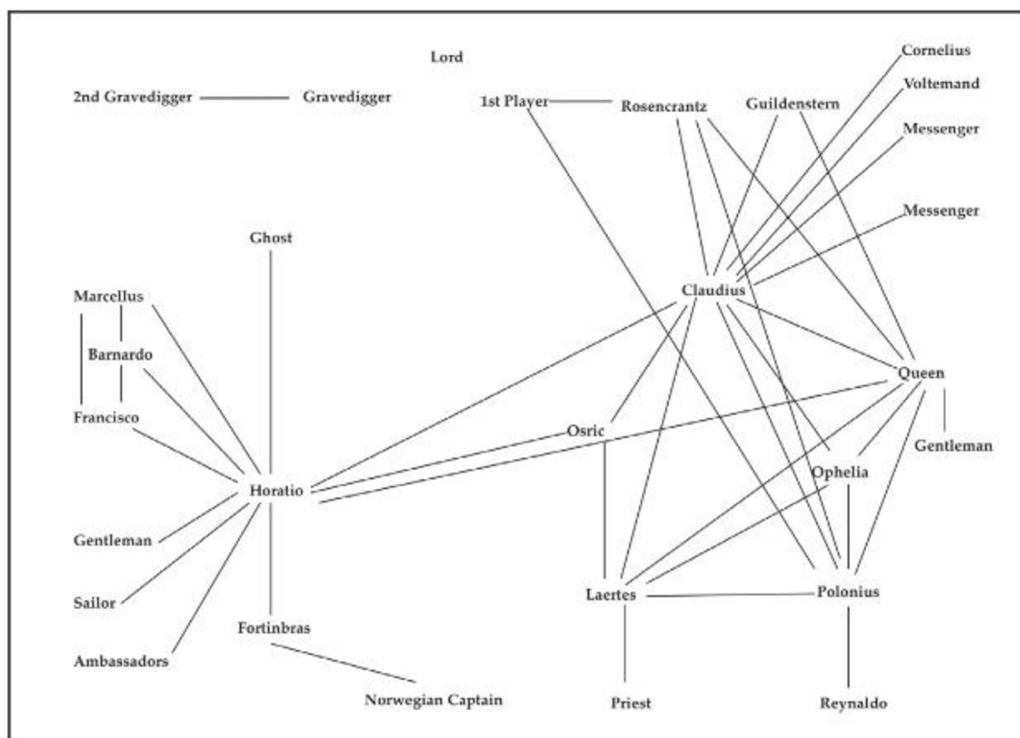 Lord
Cornelius
Voltemand
2nd Gravedigger
Gravedigger
1st Player
Rosencrantz
Guildenstern
Messenger
Messenger
Ghost
Marcellus
Claudius
Barnardo
Queen
Francisco
Osric
Gentleman
Ophelia
Horatio
Gentleman
Sailor
Laertes
Polonius
Fortinbras
Ambassadors
Norwegian Captain
Priest
Reynaldo